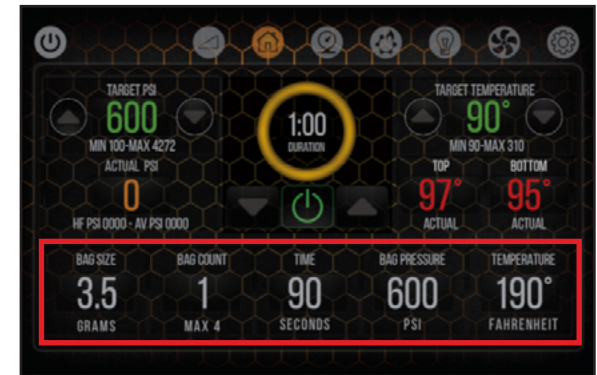 TARGET PSI
600
MIN 100-MAX 4272
ACTUAL PSI
0
HF PSI 0000 - AV PSI 0000
1:00
DURATION
TARGET TEMPERATURE
90°
MIN 90-MAX 310
TOP BOTTOM
97° 95°
ACTUAL ACTUAL
BAG SIZE BAG COUNT TIME BAG PRESSURE TEMPERATURE
3.5 1 90 600 190°
GRAMS MAX 4 SECONDS PSI FAHRENHEIT